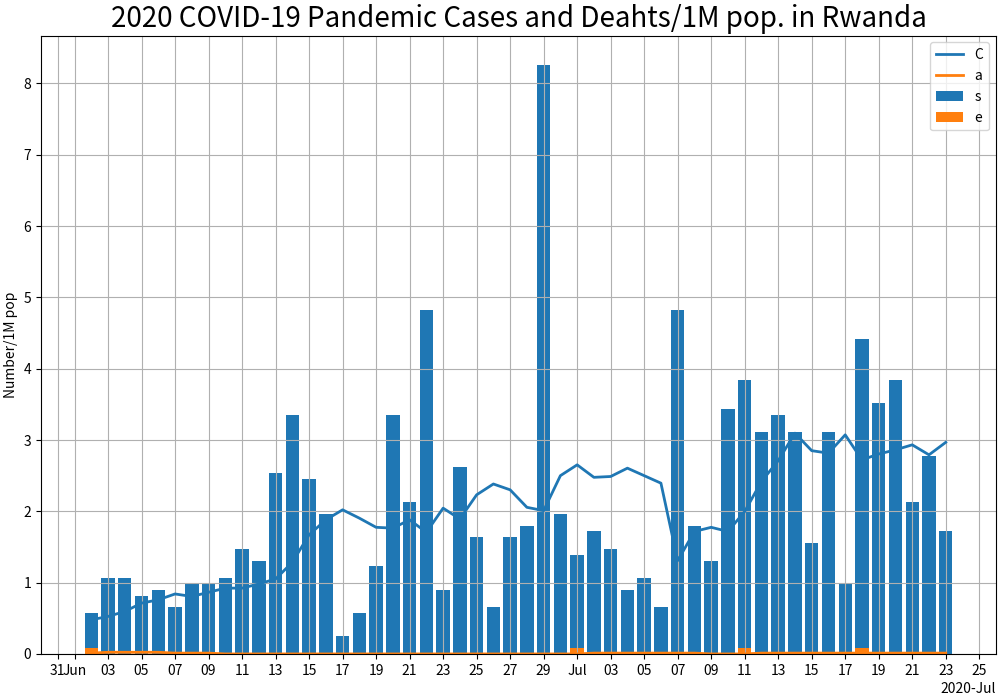 2020 COVID-19 Pandemic Cases and Deahts/1M pop. in Rwanda
C
a
s
e
Number/1M pop
8
7
6
5
4
3
2
1
0
31 Jun 03 05 07 09 11 13 15 17 19 21 23 25 27 29 Jul 03 05 07 09 11 13 15 17 19 21 23 25
2020-Jul